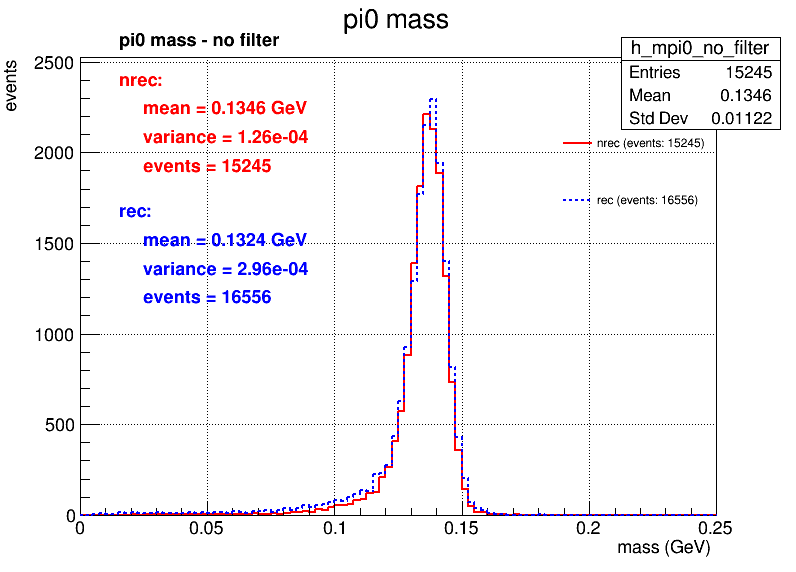 pi0 mass
pi0 mass - no filter
h_mpi0_no_filter
Entries 15245
Mean 0.1346
Std Dev 0.01122
nrec (events: 15245)
rec (events: 16556)
nrec:
mean = 0.1346 GeV
variance = 1.26e-04
events = 15245
rec:
mean = 0.1324 GeV
variance = 2.96e-04
events = 16556
events
2500
2000
1500
1000
500
0
0 0.05 0.1 0.15 0.2 0.25
mass (GeV)